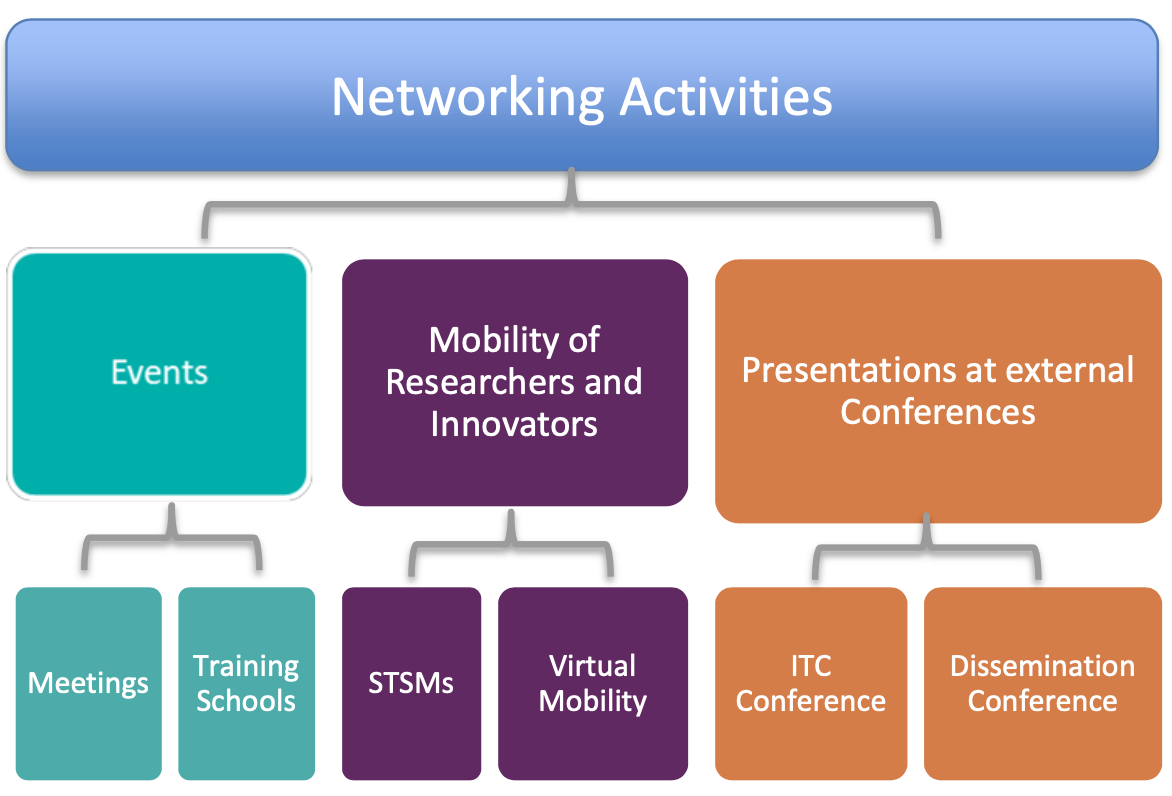 Networking Activities
Events
Mobility of
Researchers and
Innovators
Presentations at external
Conferences
Meetings
Training
Schools
STSMs
Virtual
Mobility
ITC
Conference
Dissemination
Conference